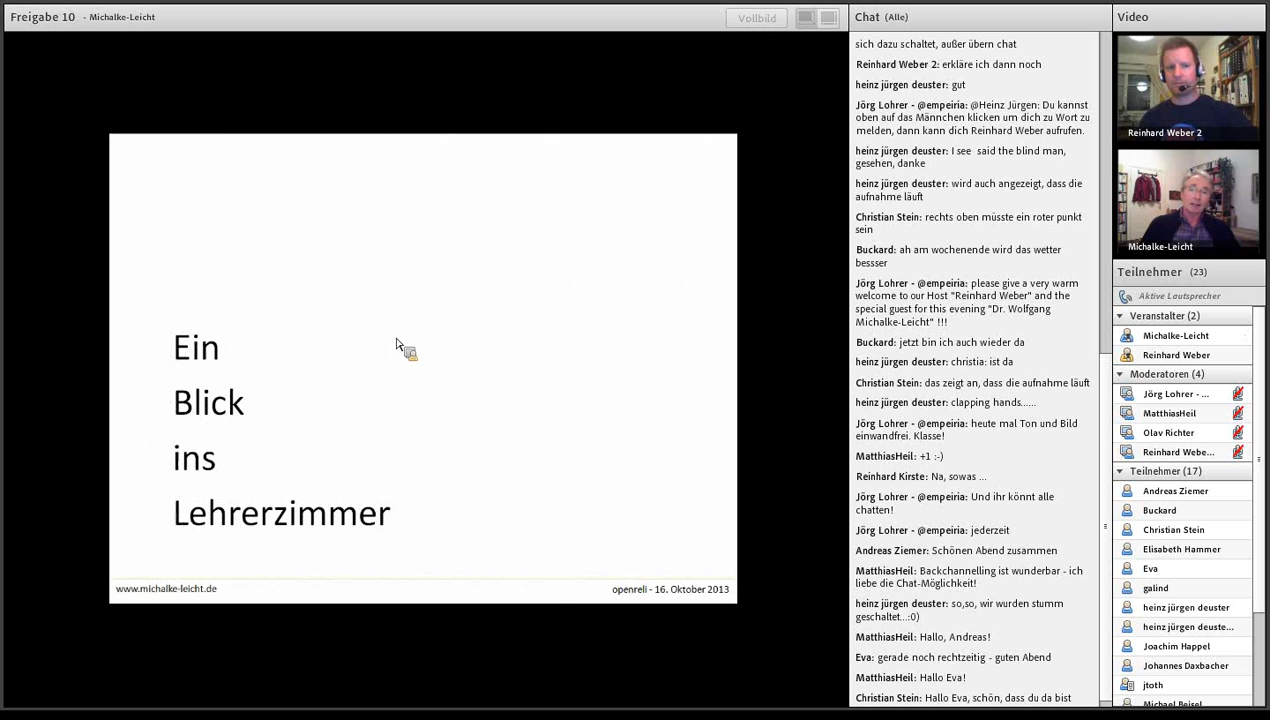 Freigabe 10 - Michalke-Leicht
Vollbild
Ein
Blick
ins
Lehrerzimmer
www.michalke-leicht.de
openreli - 16. Oktober 2013
Chat (Alle)
sich dazu schaltet, außer übern chat
Reinhard Weber 2: erkläre ich dann noch
heinz jürgen deuster: gut
Jörg Lohrer - @empeiria: @Heinz Jürgen: Du kannst
oben auf das Männchen klicken um dich zu Wort zu
melden, dann kann dich Reinhard Weber aufrufen.
heinz jürgen deuster: I see said the blind man,
gesehen, danke
heinz jürgen deuster: wird auch angezeigt, dass die
aufnahme läuft
Christian Stein: rechts oben müsste ein roter punkt
sein
Buckard: ah am wochenende wird das wetter
bessser
Jörg Lohrer - @empeiria: please give a very warm
welcome to our Host "Reinhard Weber" and the
special guest for this evening "Dr. Wolfgang
Michalke-Leicht" !!!
Buckard: jetzt bin ich auch wieder da
heinz jürgen deuster: christia: ist da
Christian Stein: das zeigt an, dass die aufnahme läuft
heinz jürgen deuster: clapping hands......
Jörg Lohrer - @empeiria: heute mal Ton und Bild
einwandfrei. Klasse!
MatthiasHeil: +1 :-)
Reinhard Kirste: Na, sowas ...
Jörg Lohrer - @empeiria: Und ihr könnt alle
chatten!
Jörg Lohrer - @empeiria: jederzeit
Andreas Ziemer: Schönen Abend zusammen
MatthiasHeil: Backchannelling ist wunderbar - ich
liebe die Chat-Möglichkeit!
heinz jürgen deuster: so,so, wir wurden stumm
geschaltet...:0)
MatthiasHeil: Hallo, Andreas!
Eva: gerade noch rechtzeitig - guten Abend
MatthiasHeil: Hallo Eva!
Christian Stein: Hallo Eva, schön, dass du da bist
Video
Reinhard Weber 2
Michalke-Leicht
Teilnehmer (23)
Aktive Lautsprecher
Veranstalter (2)
Michalke-Leicht
Reinhard Weber
Moderatoren (4)
Jörg Lohrer - ...
MatthiasHeil
Olav Richter
Reinhard Webe...
Teilnehmer (17)
Andreas Ziemer
Buckard
Christian Stein
Elisabeth Hammer
Eva
galind
heinz jürgen deuster
heinz jürgen deuste...
Joachim Happel
Johannes Daxbacher
jtoth
Michael Beisel